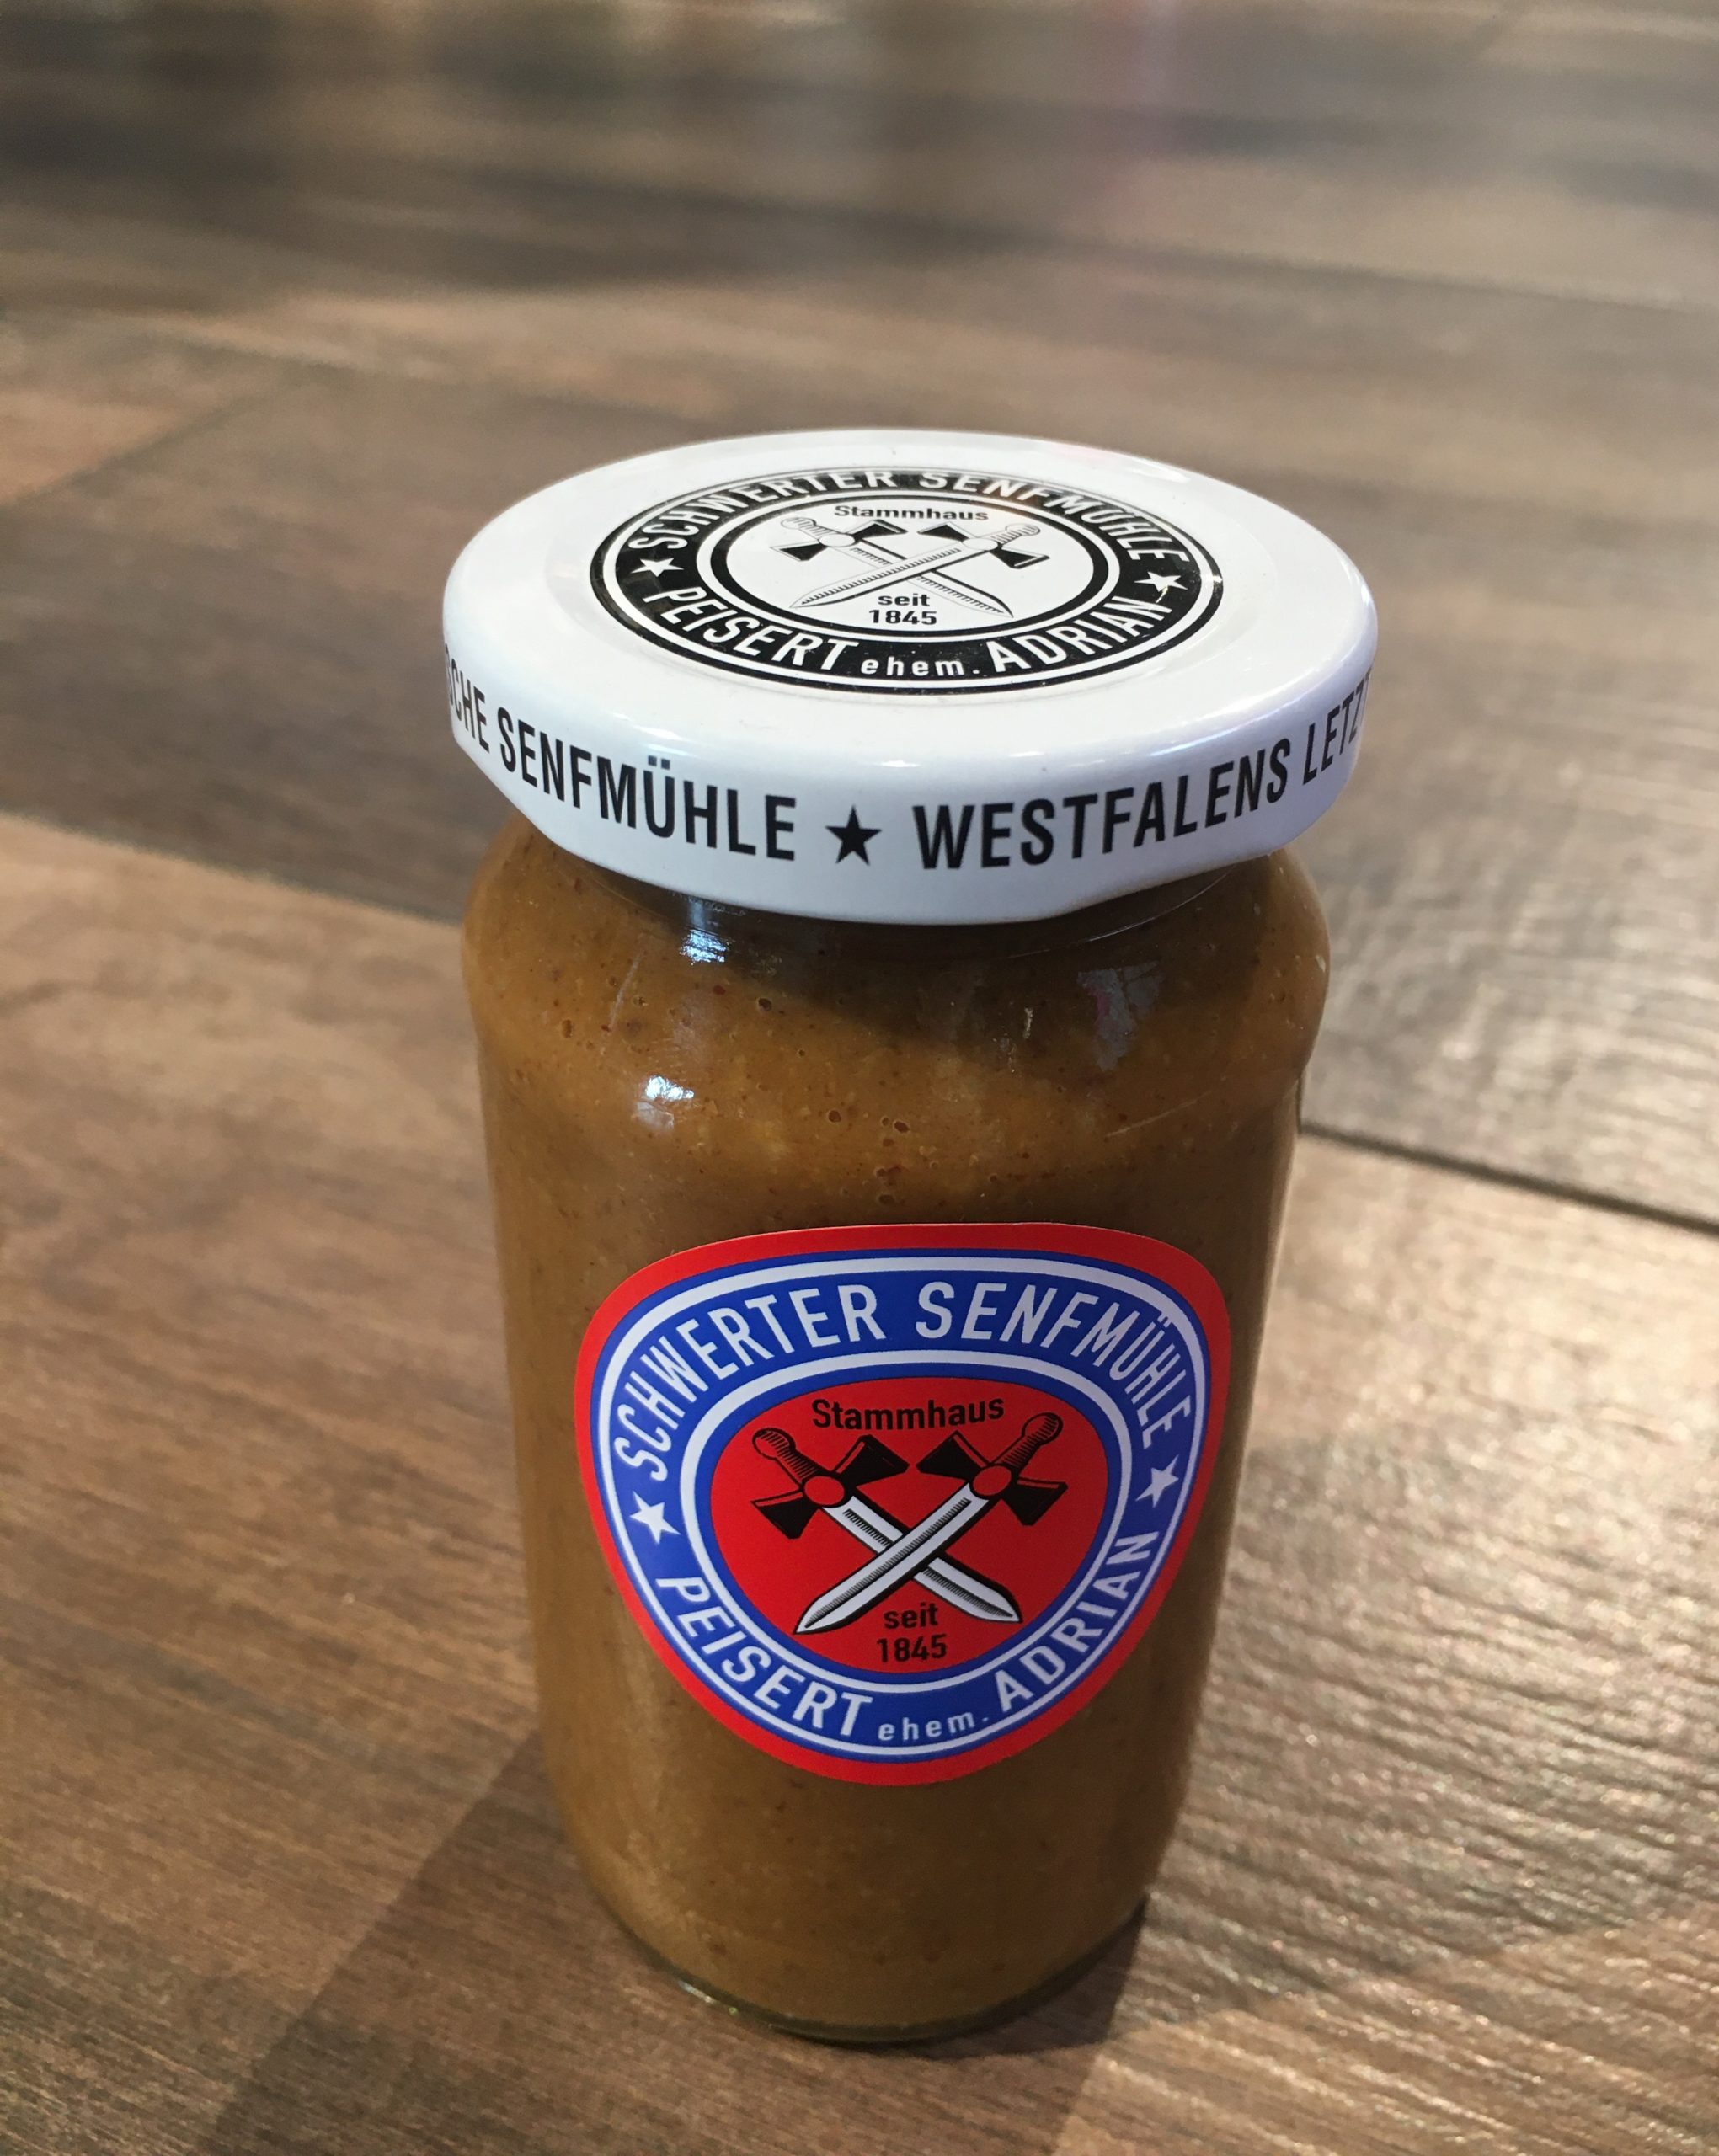 SCHWERTER SENFMÜHLE
Stammhaus
seit
1845
PEISERT ehem. ADRIAN
SENFMÜHLE ★ WESTFALENS
SCHWERTER SENFMÜHLE
Stammhaus
seit
1845
PEISERT ehem. ADRIAN